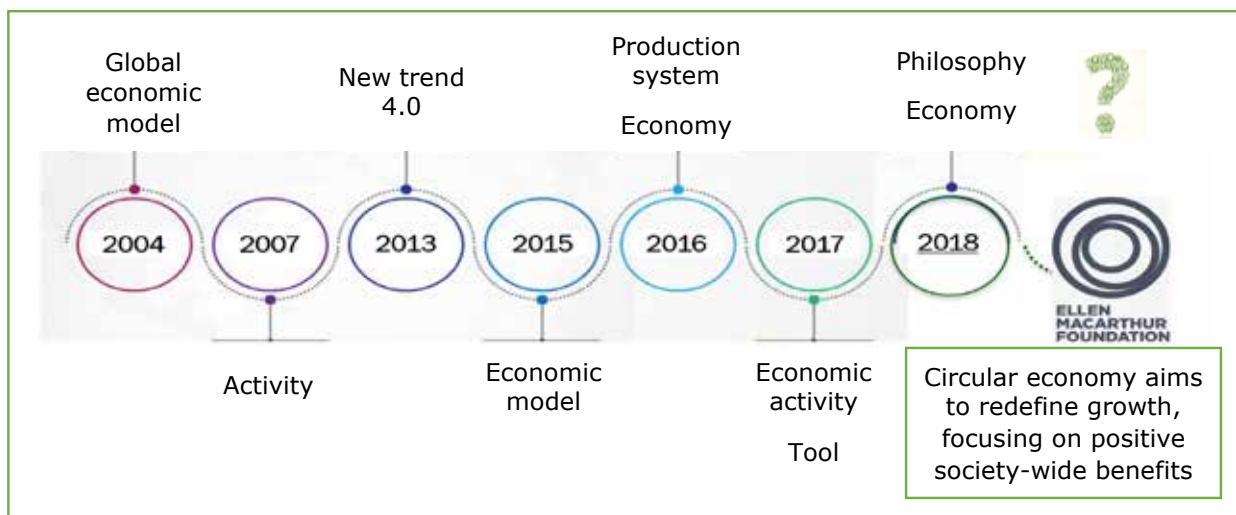 Global
economic
model
New trend
4.0
Production
system
Economy
Philosophy
Economy
?
2004
2007
2013
2015
2016
2017
2018
ELLEN
MACARTHUR
FOUNDATION
Activity
Economic
model
Economic
activity
Tool
Circular economy aims
to redefine growth,
focusing on positive
society-wide benefits